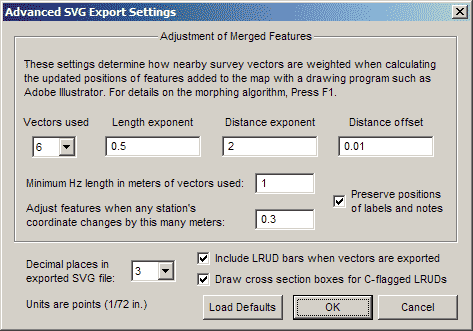 Advanced SVG Export Settings
Adjustment of Merged Features
These settings determine how nearby survey vectors are weighted when calculating
the updated positions of features added to the map with a drawing program such as
Adobe Illustrator. For details on the morphing algorithm, Press F1.
Vectors used Length exponent Distance exponent Distance offset
6 0.5 2 0.01
Minimum Hz length in meters of vectors used: 1
Preserve positions
of labels and notes
Adjust features when any station's
coordinate changes by this many meters: 0.3
Decimal places in
exported SVG file: 3
Include LRUD bars when vectors are exported
Draw cross section boxes for C-flagged LRUDs
Units are points (1/72 in.) Load Defaults OK Cancel